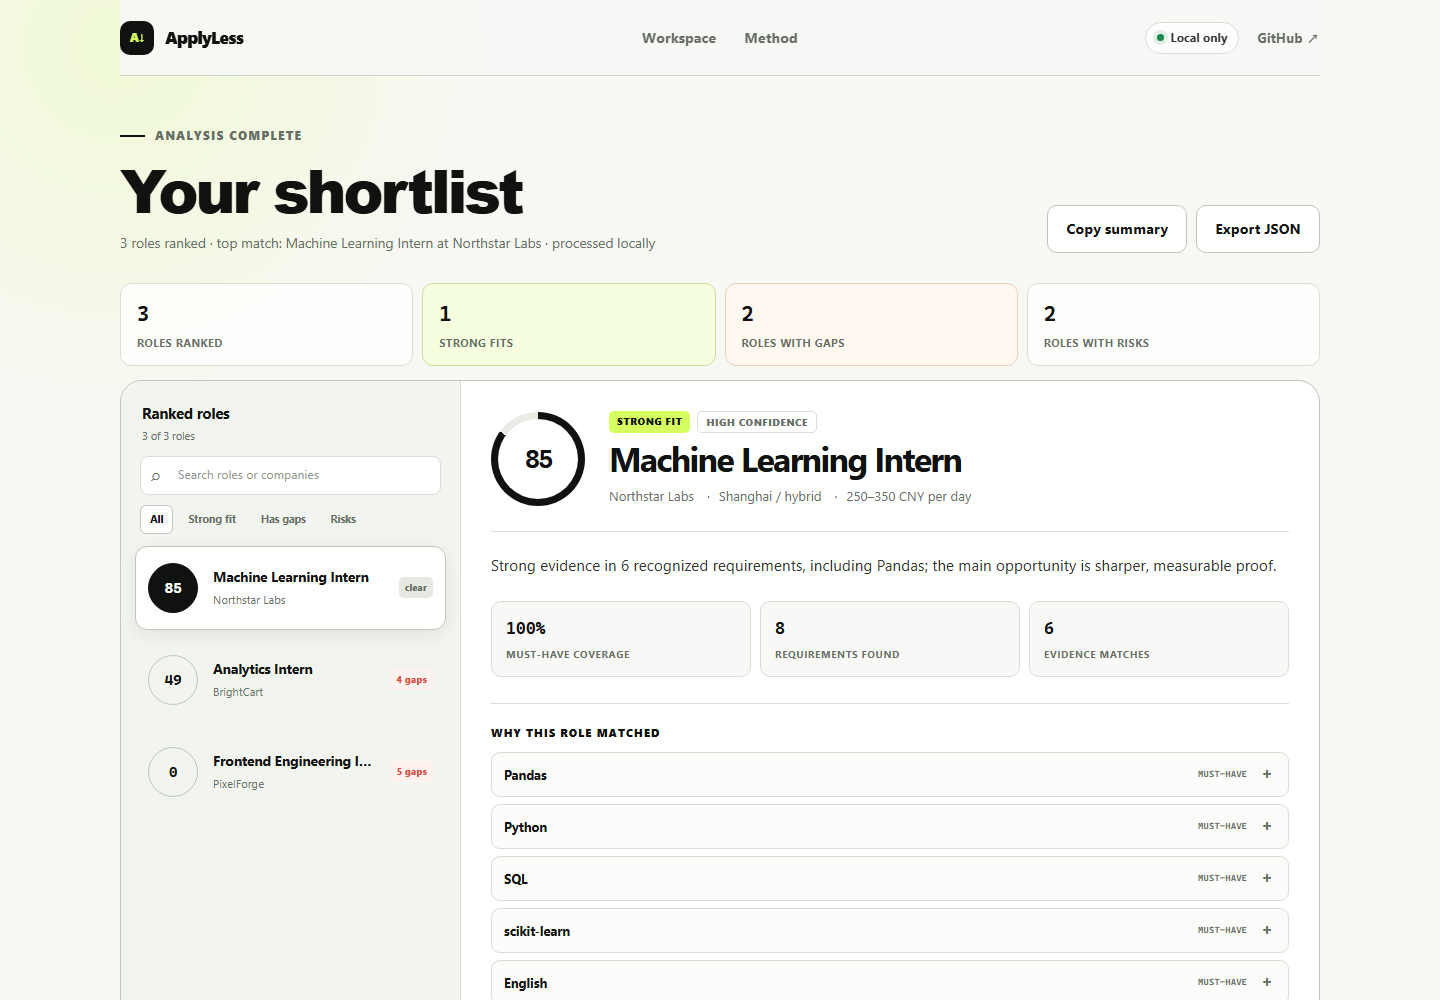 A↓ ApplyLess Workspace Method Local only GitHub ↗
ANALYSIS COMPLETE
Your shortlist
3 roles ranked · top match: Machine Learning Intern at Northstar Labs · processed locally
Copy summary Export JSON
3
ROLES RANKED
1
STRONG FITS
2
ROLES WITH GAPS
2
ROLES WITH RISKS
Ranked roles
3 of 3 roles
Search roles or companies
All Strong fit Has gaps Risks
85 Machine Learning Intern clear
Northstar Labs
49 Analytics Intern 4 gaps
BrightCart
0 Frontend Engineering I... 5 gaps
PixelForge
85
STRONG FIT HIGH CONFIDENCE
Machine Learning Intern
Northstar Labs · Shanghai / hybrid · 250–350 CNY per day
Strong evidence in 6 recognized requirements, including Pandas; the main opportunity is sharper, measurable proof.
100%
MUST-HAVE COVERAGE
8
REQUIREMENTS FOUND
6
EVIDENCE MATCHES
WHY THIS ROLE MATCHED
Pandas MUST-HAVE +
Python MUST-HAVE +
SQL MUST-HAVE +
scikit-learn MUST-HAVE +
English MUST-HAVE +